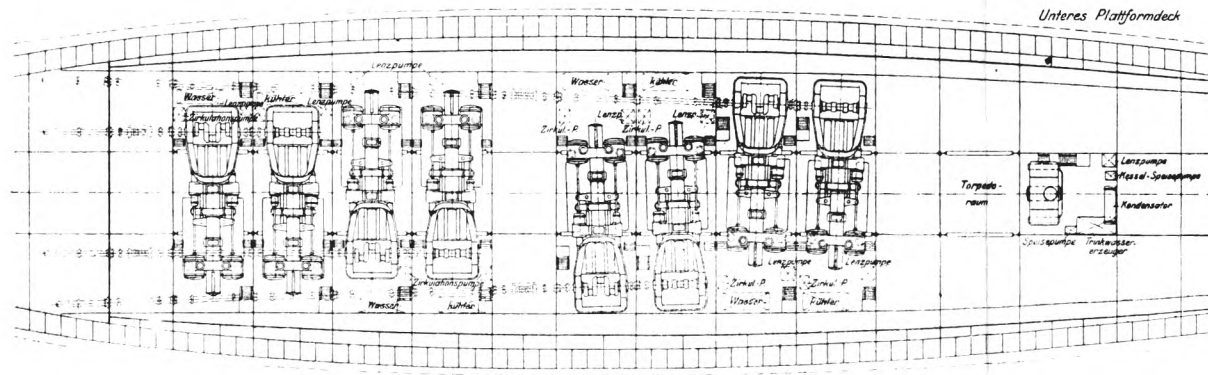 Unteres Plattformdeck
Lenzpumpe
Wasser
kühler
Lenzpumpe
Lenzpumpe
Zirkulationspumpe
Wasser
kühler
Lenzp.
Zirkul.-P.
Zirkul.-P.
Torpedo-
raum
Lenzpumpe
Kessel-Speisepumpe
Kondensator
Speisepumpe
Trinkwasser
erzeuger
Zirkulationspumpe
Wasser
kühler
Lenzpumpe
Lenzpumpe
Zirkul.-P.
Zirkul.-P.
Wasser-
kühler